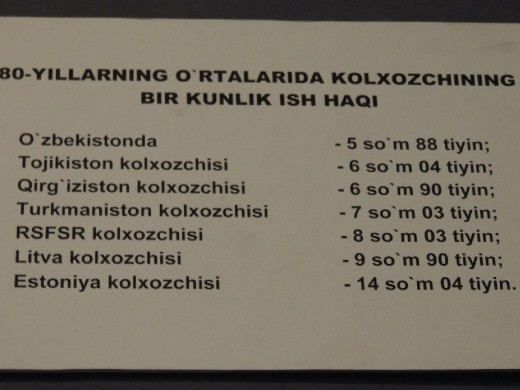 80-YILLARNING O`RTALARIDA KOLXOZCHINING
BIR KUNLIK ISH HAQI
O`zbekistonda - 5 so`m 88 tiyin;
Tojikiston kolxozchisi - 6 so`m 04 tiyin;
Qirg`iziston kolxozchisi - 6 so`m 90 tiyin;
Turkmaniston kolxozchisi - 7 so`m 03 tiyin;
RSFSR kolxozchisi - 8 so`m 03 tiyin;
Litva kolxozchisi - 9 so`m 90 tiyin;
Estoniya kolxozchisi - 14 so`m 04 tiyin.